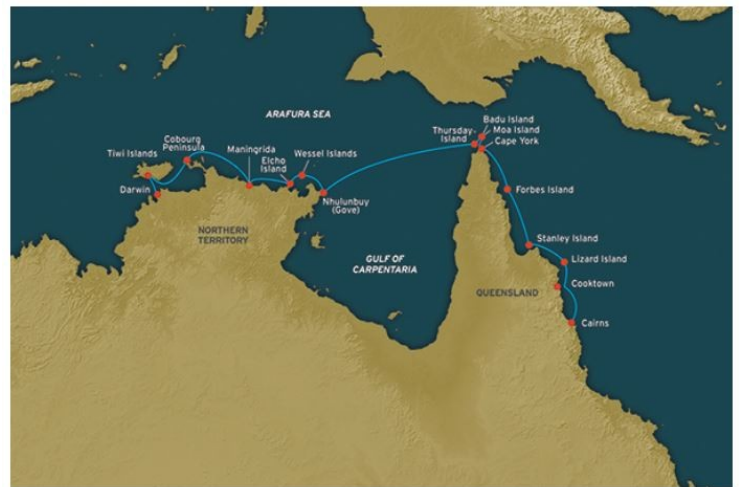 ARAFURA SEA
Badu Island
Moa Island
Thursday
Island
Cape York
Cobourg
Peninsula
Tiwi Islands
Maningrida
Wessel Islands
Elcho
Island
Darwin
Nhulunbuy
(Gove)
Forbes Island
NORTHERN
TERRITORY
Stanley Island
GULF OF
CARPENTARIA
Lizard Island
Cooktown
QUEENSLAND
Cairns